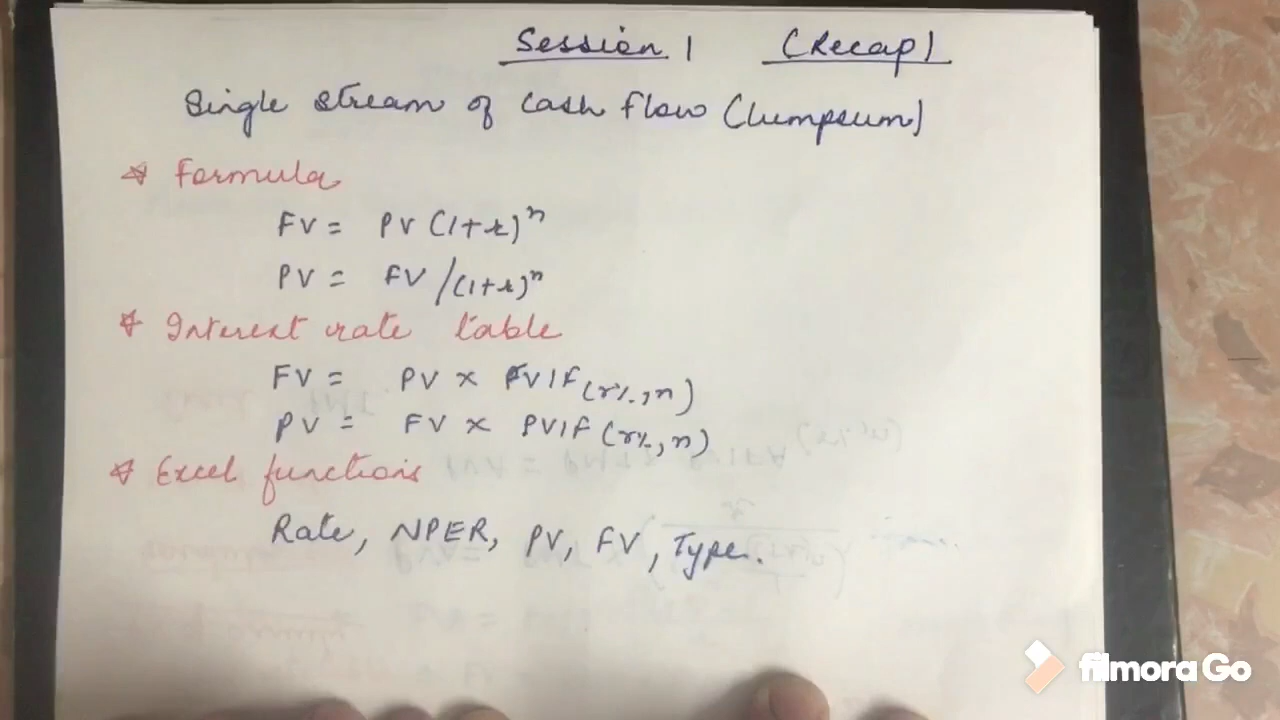 Session 1 (Recap)
Single stream of cash flow (lumpsum)
☆ Formula
FV = PV (1+r)ⁿ
PV = FV /(1+r)ⁿ
☆ Interest rate table
FV = PV × FVIF (r%, n)
PV = FV × PVIF (r%, n)
☆ Excel functions
Rate, NPER, PV, FV, Type.
filmora Go